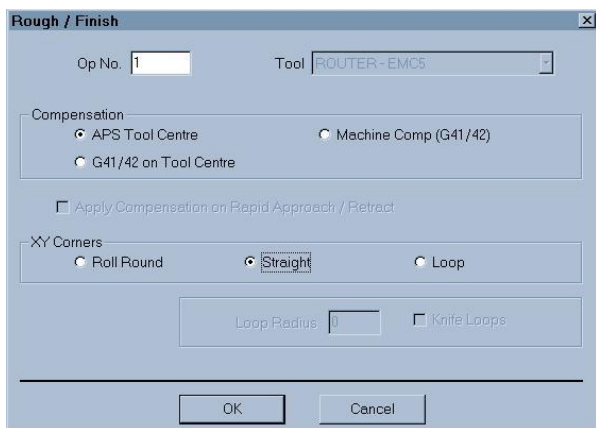 Rough / Finish
Op No. 1 Tool ROUTER - EMC5
Compensation
APS Tool Centre Machine Comp (G41/42)
G41/42 on Tool Centre
Apply Compensation on Rapid Approach / Retract
XY Corners
Roll Round Straight Loop
Loop Radius 0 Knife Loops
OK Cancel